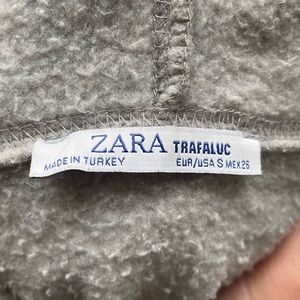 ZARA TRAFALUC
MADE IN TURKEY EUR/USA S MEX 26